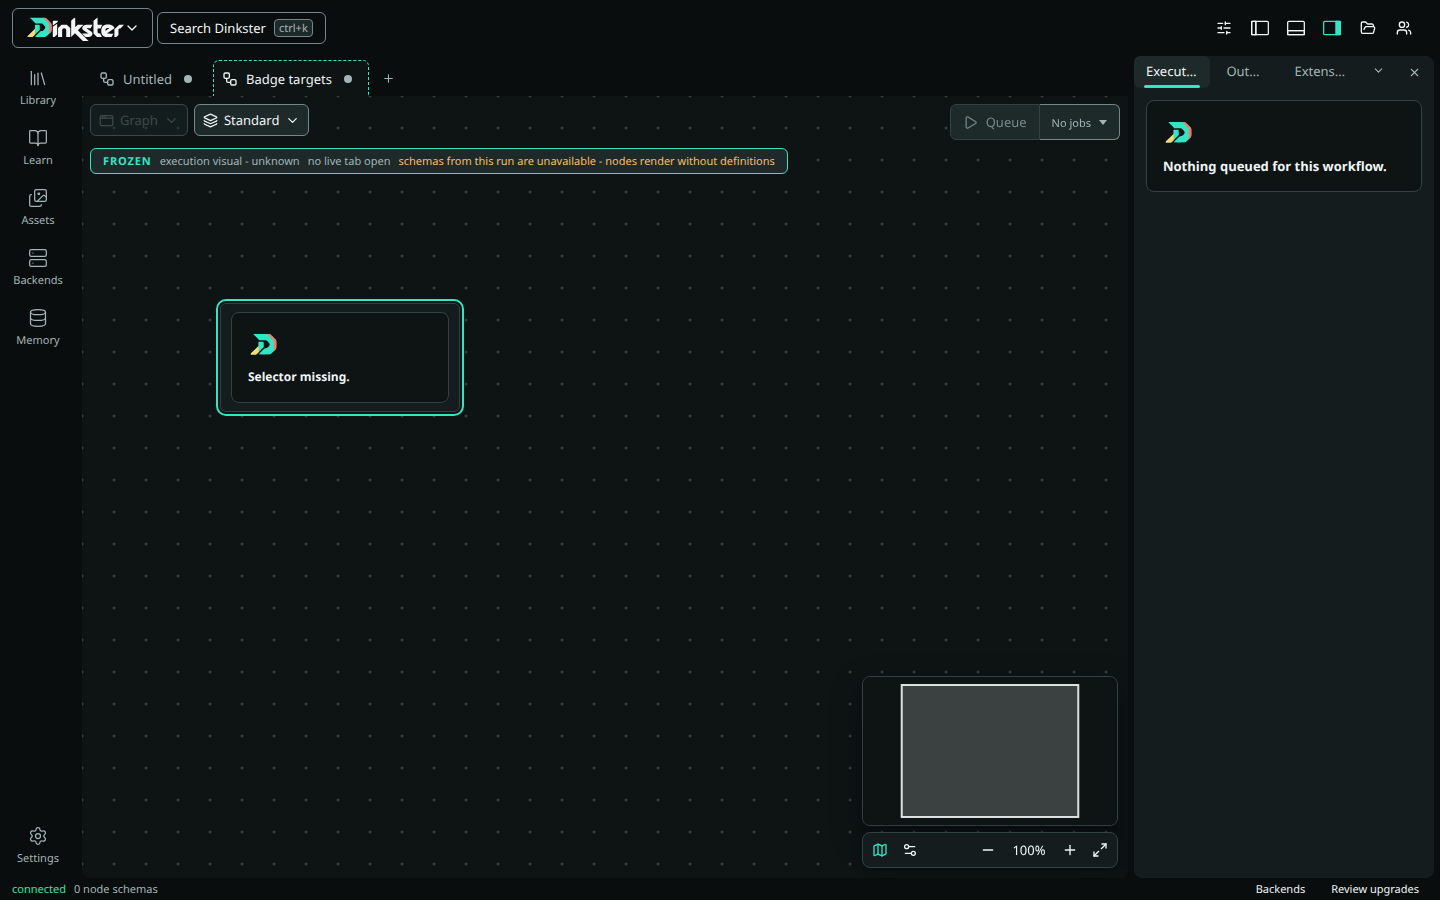 Dinkster
Search Dinkster ctrl+k
Library
Learn
Assets
Backends
Memory
Settings
Untitled
Badge targets
Graph
Standard
Queue
No jobs
FROZEN execution visual - unknown no live tab open schemas from this run are unavailable - nodes render without definitions
Selector missing.
100%
Execut...
Out...
Extens...
Nothing queued for this workflow.
connected 0 node schemas
Backends
Review upgrades